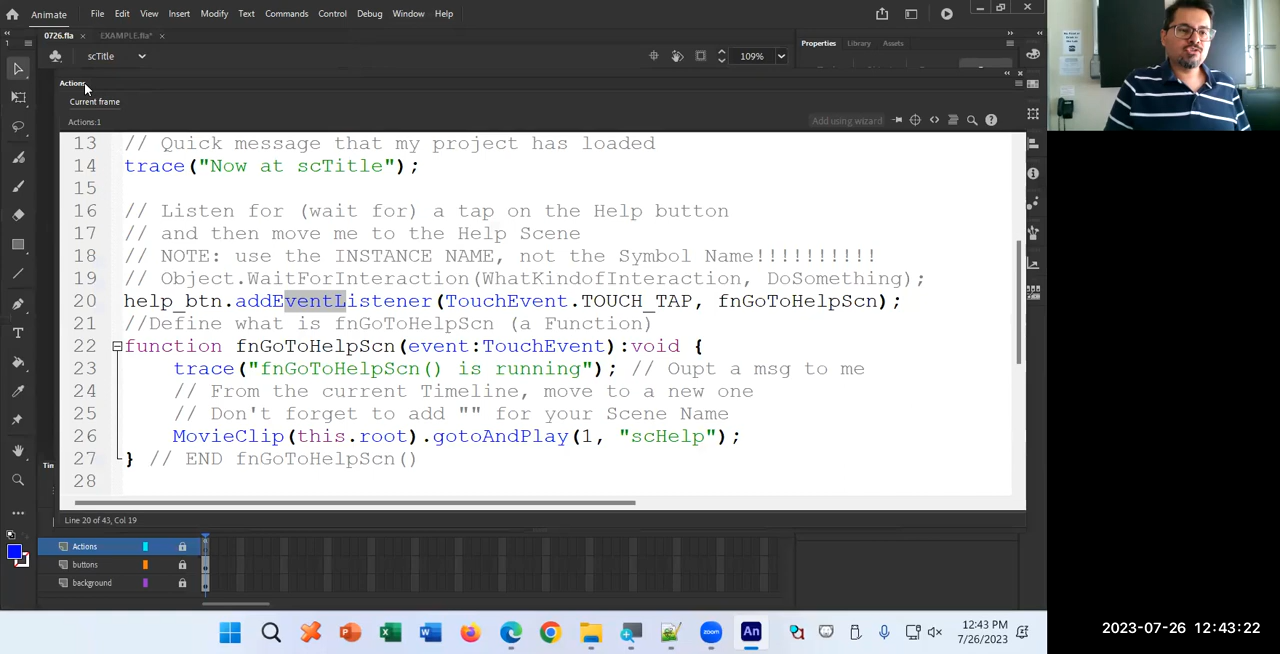 Animate File Edit View Insert Modify Text Commands Control Debug Window Help
0726.fla × EXAMPLE.fla* ×
scTitle 109% Properties Library Assets
Actions
Current frame
Actions:1 Add using wizard
13 // Quick message that my project has loaded
14 trace("Now at scTitle");
15
16 // Listen for (wait for) a tap on the Help button
17 // and then move me to the Help Scene
18 // NOTE: use the INSTANCE NAME, not the Symbol Name!!!!!!!!!!
19 // Object.WaitForInteraction(WhatKindofInteraction, DoSomething);
20 help_btn.addEventListener(TouchEvent.TOUCH_TAP, fnGoToHelpScn);
21 //Define what is fnGoToHelpScn (a Function)
22 function fnGoToHelpScn(event:TouchEvent):void {
23 trace("fnGoToHelpScn() is running"); // Oupt a msg to me
24 // From the current Timeline, move to a new one
25 // Don't forget to add "" for your Scene Name
26 MovieClip(this.root).gotoAndPlay(1, "scHelp");
27 } // END fnGoToHelpScn()
28
Tim
Line 20 of 43, Col 19
Actions
buttons
background
zoom
An
12:43 PM
7/26/2023
2023-07-26 12:43:22